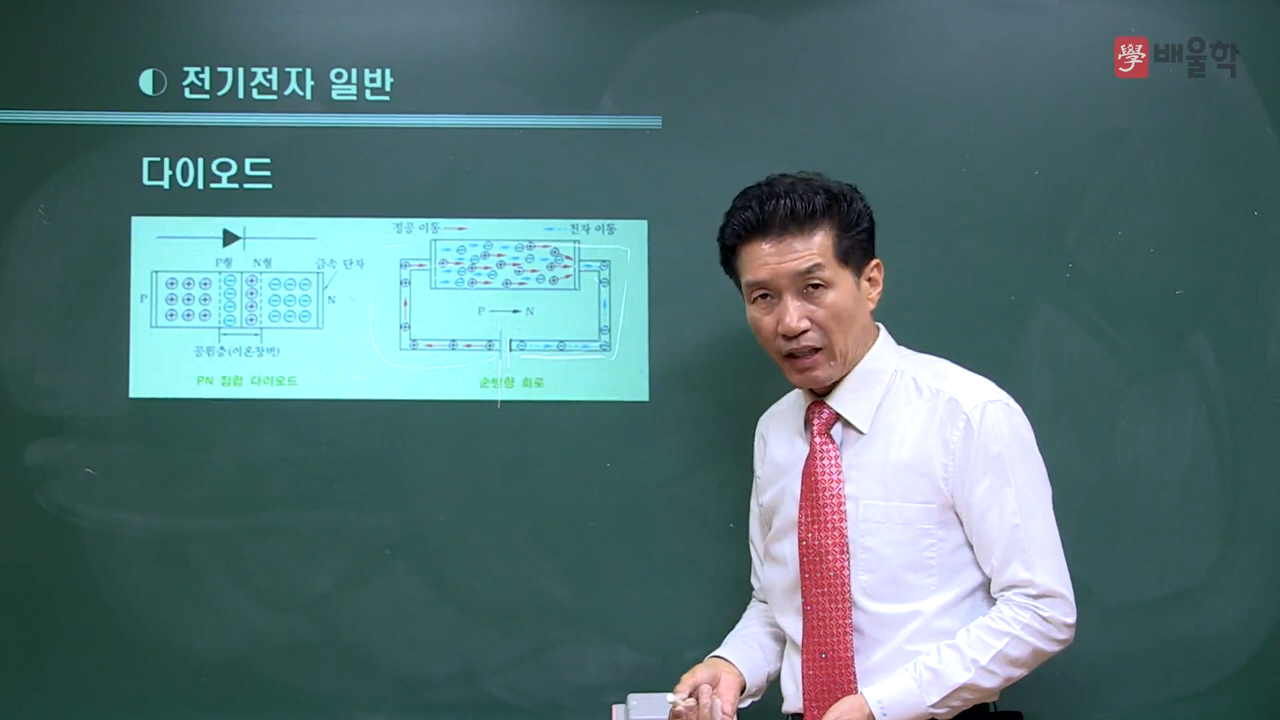 전기전자 일반
學 배울학
다이오드
정공 이동
전자 이동
P형 N형 금속 단자
P
N
P N
공핍층(이온장벽)
PN 접합 다이오드
순방향 회로